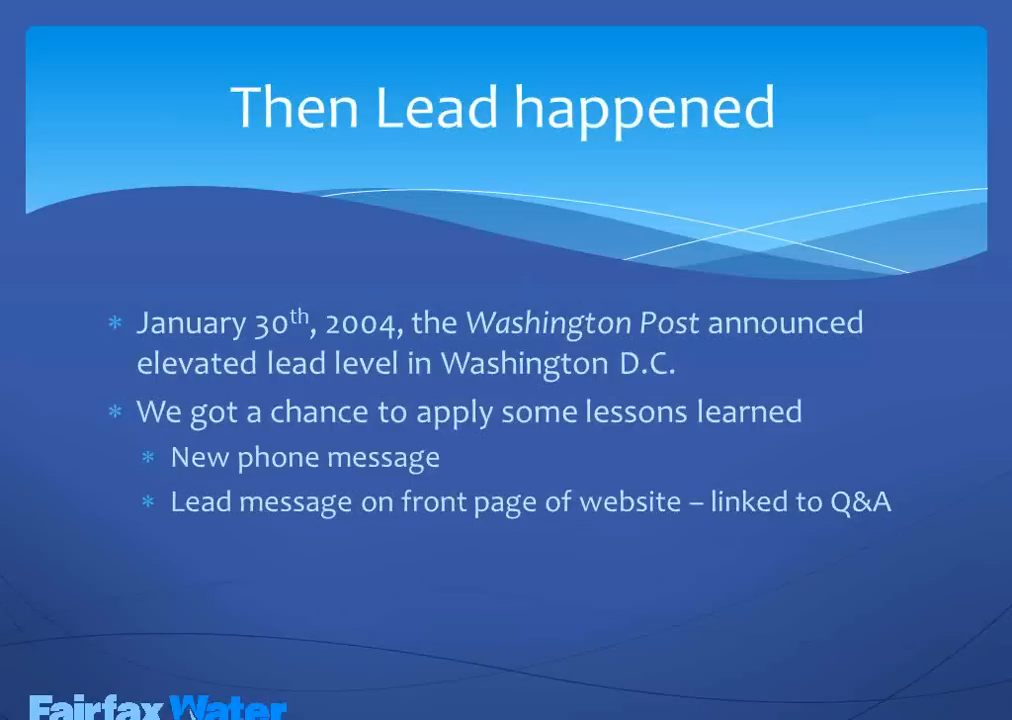 Then Lead happened
* January 30th, 2004, the Washington Post announced
elevated lead level in Washington D.C.
* We got a chance to apply some lessons learned
* New phone message
* Lead message on front page of website – linked to Q&A
Fairfax Water